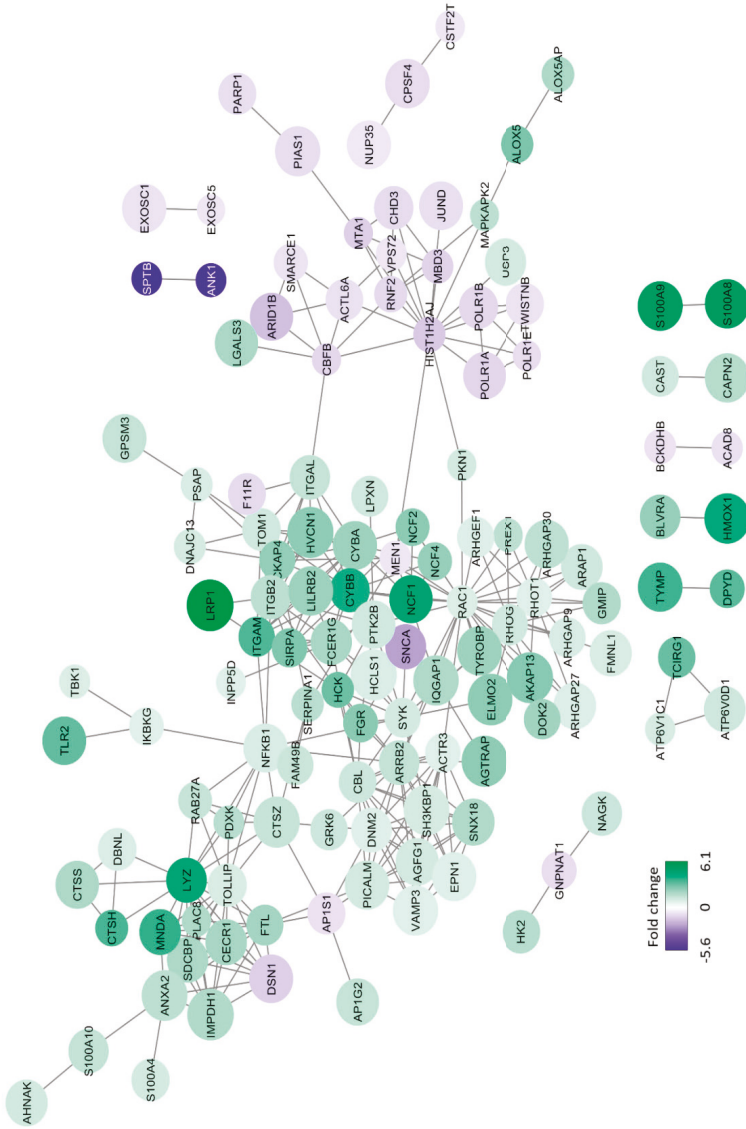 CSTF2T
CPSF4
NUP35
PARP1
PIAS1
ALOX5AP
ALOX5
MAPKAPK2
EXOSC1
EXOSC5
SPTB
ANK1
MTA1
CHD3
JUND
VPS72
MBD3
SMARCE1
RNF2
ARID1B
ACTL6A
LGALS3
CBFB
HIST1H2AJ
POLR1B
TWISTNB
POLR1A
POLR1E
S100A9
S100A8
CAST
CAPN2
BCKDHB
ACAD8
BLVRA
HMOX1
TYMP
DPYD
TCIRG1
ATP6V1C1
ATP6V0D1
GPSM3
PSAP
DNAJC13
F11R
TOM1
ITGAL
HVCN1
CKAP4
LPXN
CYBA
NCF2
NCF4
MEN1
PKN1
LRP1
ITGB2
LILRB2
CYBB
NCF1
ITGAM
SIRPA
FCER1G
PTK2B
RAC1
ARHGEF1
PREX1
ARHGAP30
RHOT1
ARAP1
RHOG
GMIP
ARHGAP9
FMNL1
ARHGAP27
INPP5D
HCK
HCLS1
SNCA
SERPINA1
FGR
SYK
IQGAP1
TYROBP
ELMO2
AKAP13
DOK2
TBK1
TLR2
IKBKG
NFKB1
FAM49B
CBL
ARRB2
ACTR3
AGTRAP
RAB27A
PDXK
CTSZ
GRK6
DNM2
SH3KBP1
SNX18
PICALM
AGFG1
EPN1
VAMP3
CTSS
DBNL
CTSH
LYZ
TOLLIP
MNDA
PLAC8
SDCBP
CECR1
FTL
AP1S1
DSN1
ANXA2
IMPDH1
AP1G2
S100A10
S100A4
AHNAK
NAGK
GNPNAT1
HK2
Fold change
-5.6
0
6.1